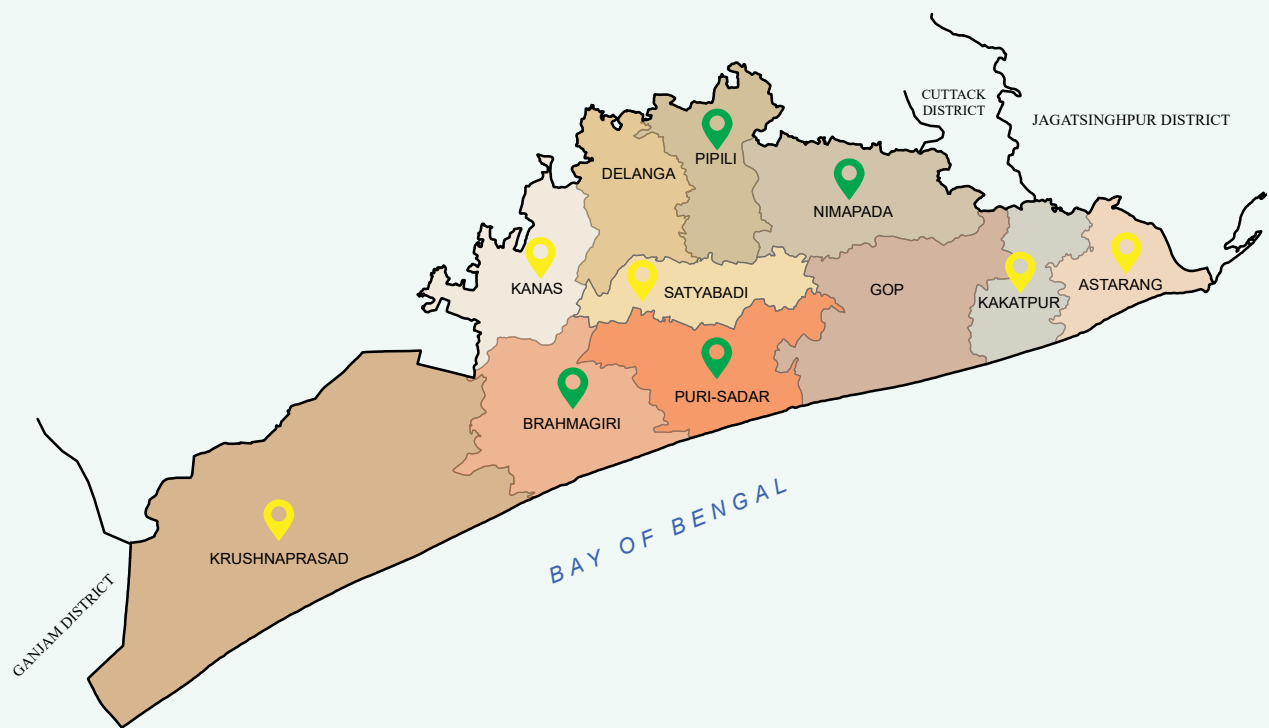 CUTTACK
DISTRICT
JAGATSINGHPUR DISTRICT
PIPILI
DELANGA
NIMAPADA
KANAS
SATYABADI
GOP
KAKATPUR
ASTARANG
PURI-SADAR
BRAHMAGIRI
KRUSHNAPRASAD
BAY OF BENGAL
GANJAM DISTRICT